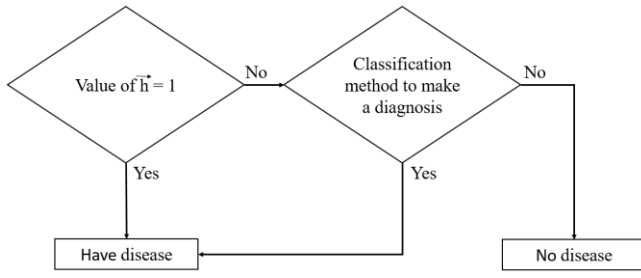 Value of h⃗ = 1
No
Classification
method to make
a diagnosis
No
Yes
Yes
Have disease
No disease